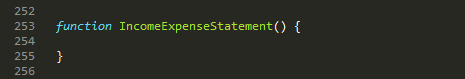 252
253 function IncomeExpenseStatement() {
254
255 }
256